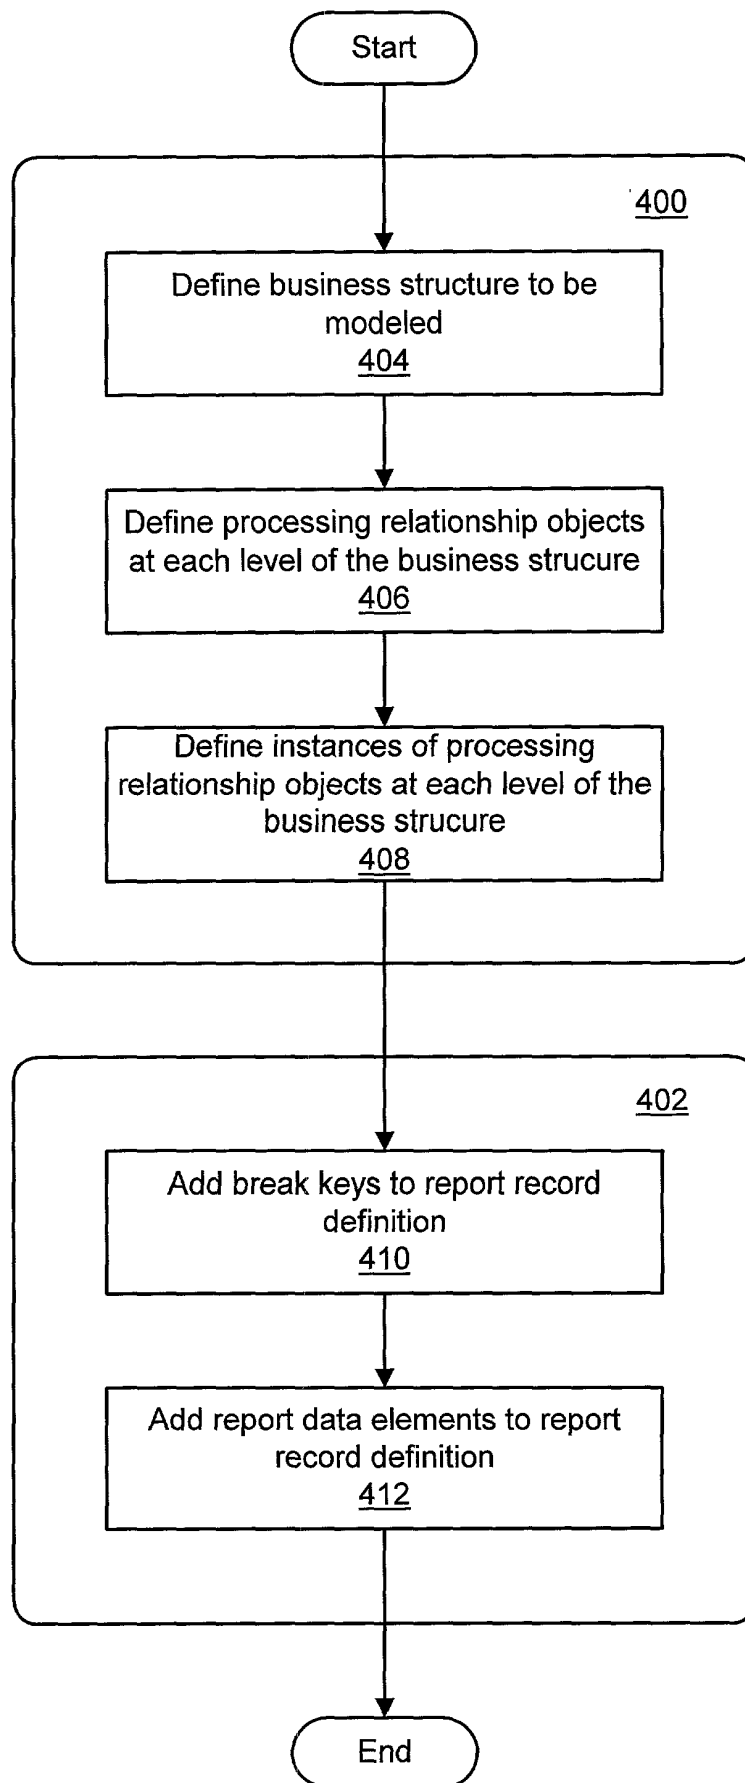 Start
400
Define business structure to be
modeled
404
Define processing relationship objects
at each level of the business strucure
406
Define instances of processing
relationship objects at each level of the
business strucure
408
402
Add break keys to report record
definition
410
Add report data elements to report
record definition
412
End